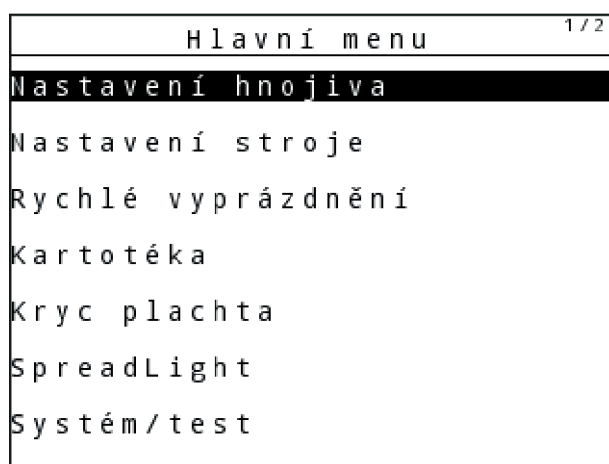 Hlavní menu 1/2
Nastavení hnojiva
Nastavení stroje
Rychlé vyprázdnění
Kartotéka
Kryc plachta
SpreadLight
Systém/test